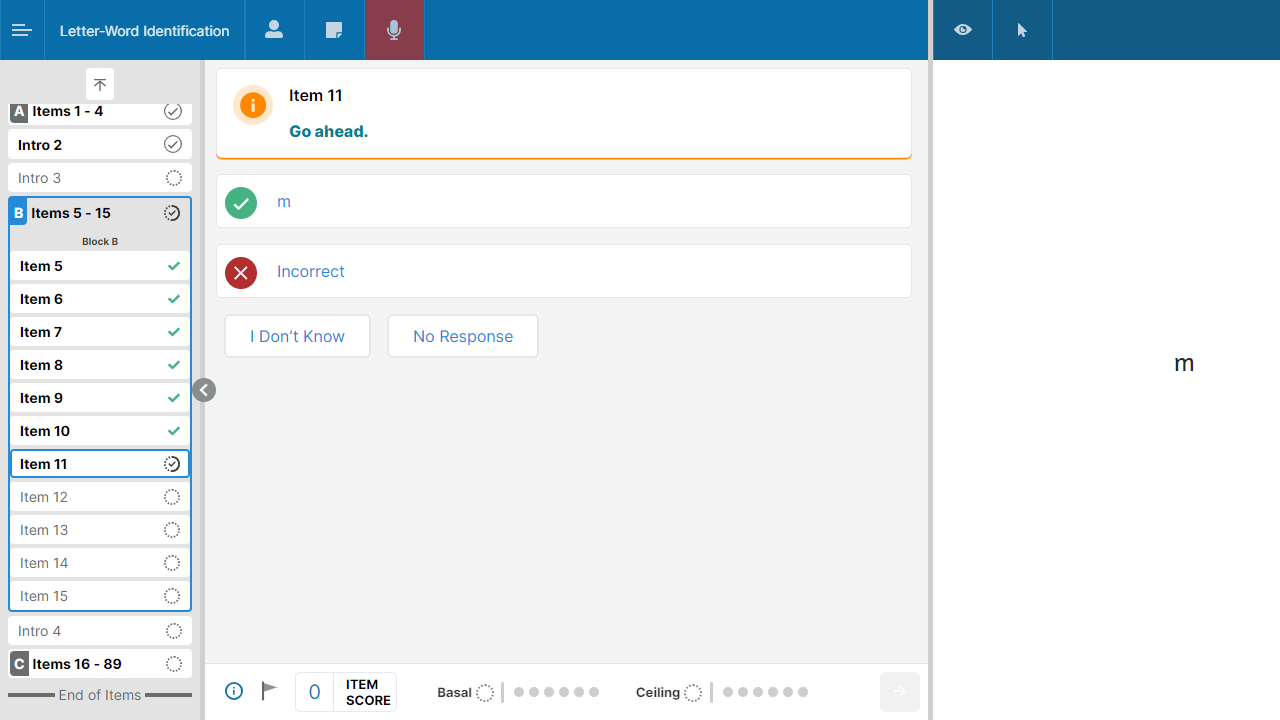 Letter-Word Identification
A Items 1 - 4
Intro 2
Intro 3
B Items 5 - 15
Block B
Item 5
Item 6
Item 7
Item 8
Item 9
Item 10
Item 11
Item 12
Item 13
Item 14
Item 15
Intro 4
C Items 16 - 89
End of Items
Item 11
Go ahead.
m
Incorrect
I Don’t Know
No Response
0
ITEM
SCORE
Basal
Ceiling
m